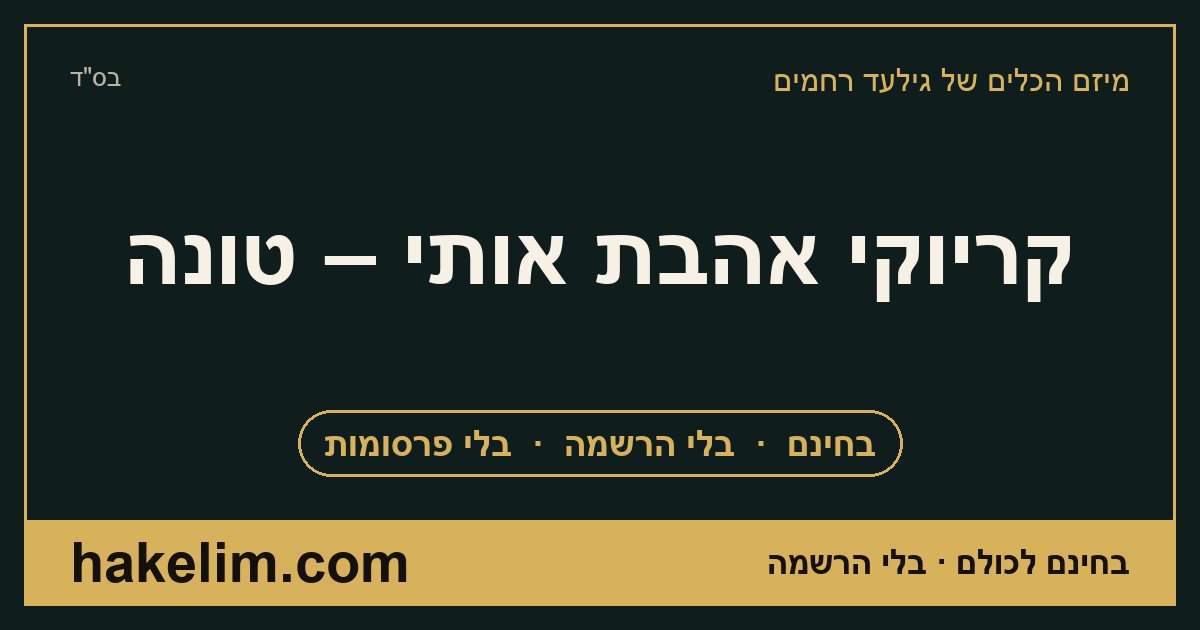 מיזם הכלים של גילעד רחמים
בס"ד
קריוקי אהבת אותי – טונה
בחינם · בלי הרשמה · בלי פרסומות
בחינם לכולם · בלי הרשמה
hakelim.com